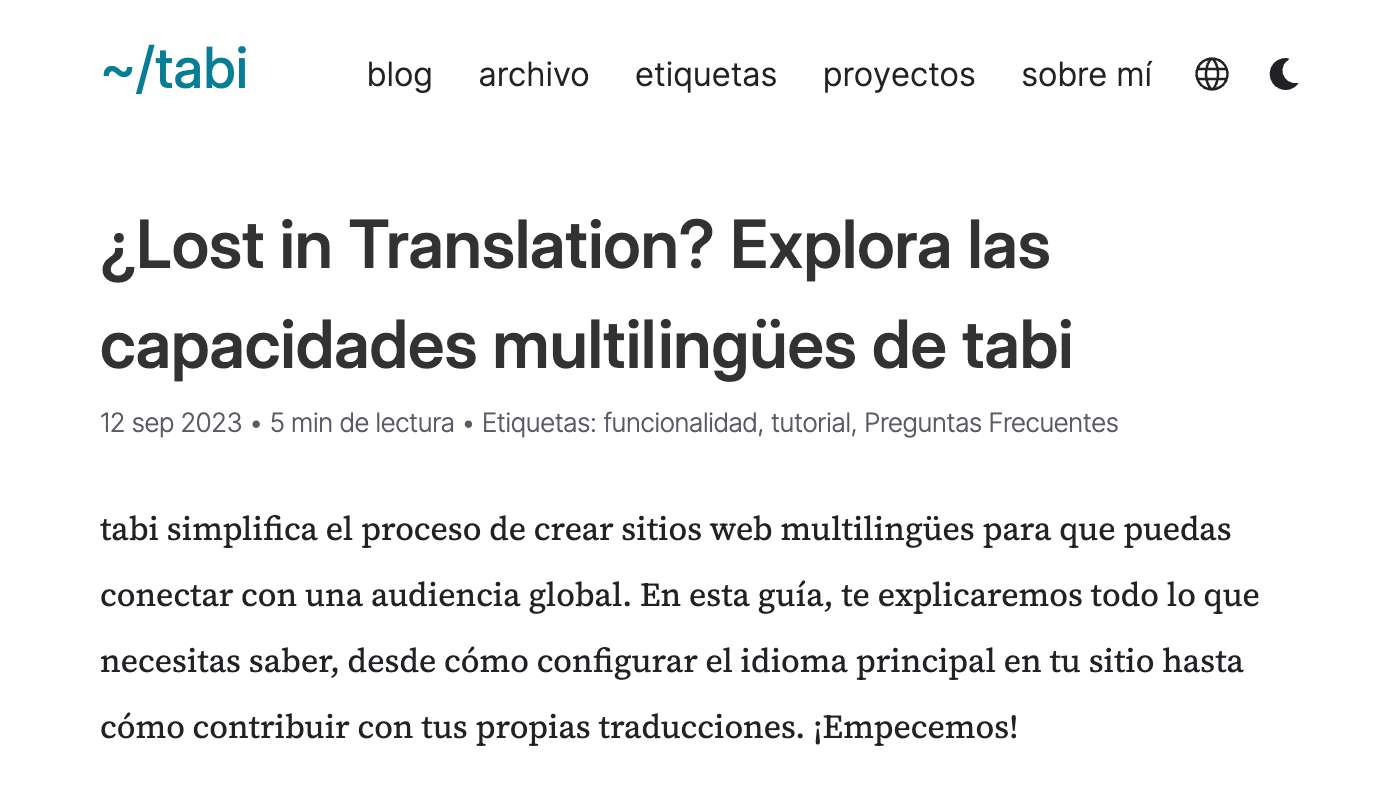 ~/tabi blog archivo etiquetas proyectos sobre mí
¿Lost in Translation? Explora las
capacidades multilingües de tabi
12 sep 2023 • 5 min de lectura • Etiquetas: funcionalidad, tutorial, Preguntas Frecuentes
tabi simplifica el proceso de crear sitios web multilingües para que puedas
conectar con una audiencia global. En esta guía, te explicaremos todo lo que
necesitas saber, desde cómo configurar el idioma principal en tu sitio hasta
cómo contribuir con tus propias traducciones. ¡Empecemos!